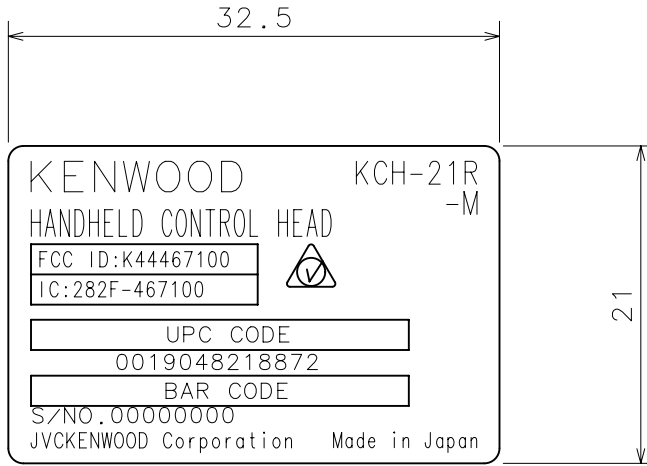 32.5
KENWOOD KCH-21R
-M
HANDHELD CONTROL HEAD
FCC ID:K44467100
IC:282F-467100
UPC CODE
0019048218872
BAR CODE
S/NO.00000000
JVCKENWOOD Corporation Made in Japan
21